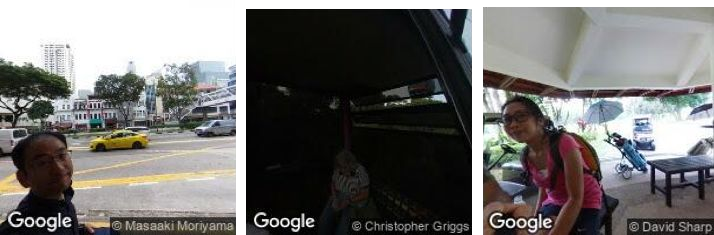 Google © Masaaki Moriyama
Google © Christopher Griggs
Google © David Sharp